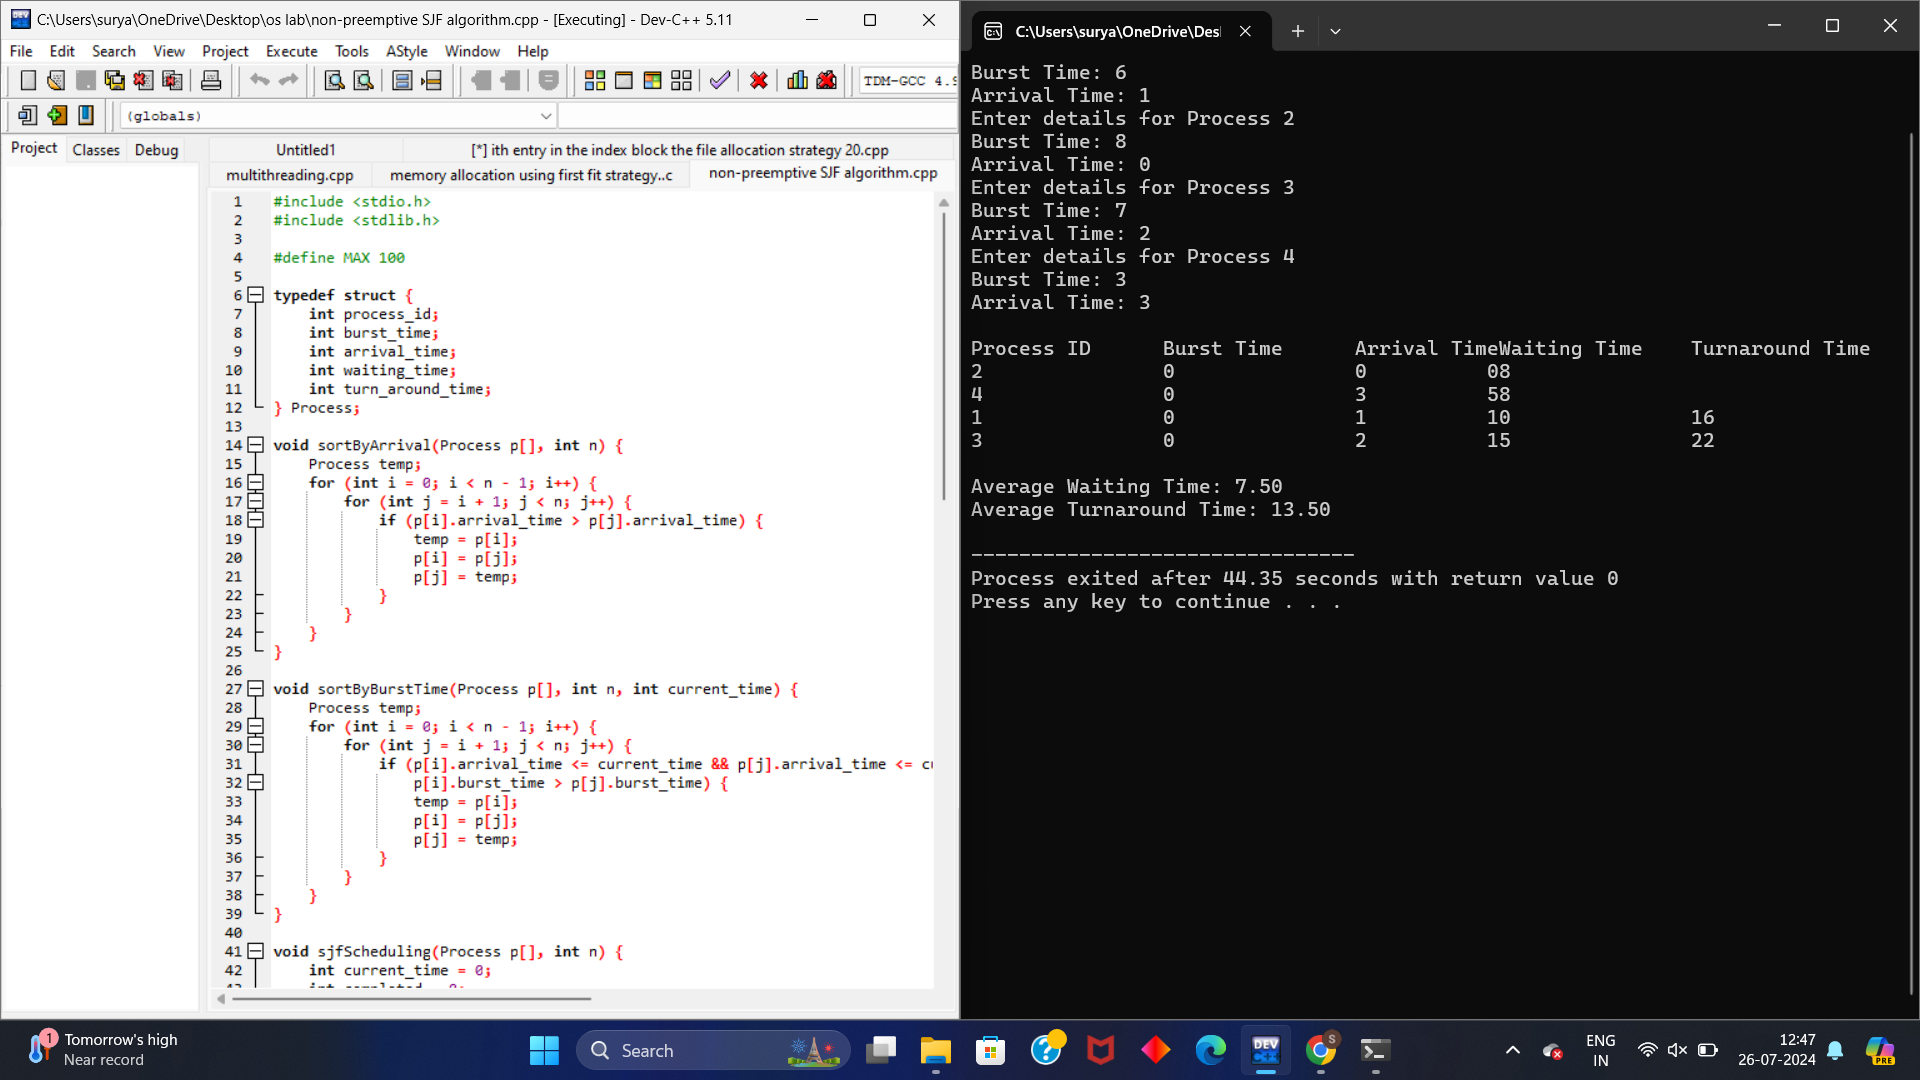 C:\Users\surya\OneDrive\Desktop\os lab\non-preemptive SJF algorithm.cpp - [Executing] - Dev-C++ 5.11
File Edit Search View Project Execute Tools AStyle Window Help
TDM-GCC 4.9
(globals)
Project Classes Debug
Untitled1 [*] ith entry in the index block the file allocation strategy 20.cpp
multithreading.cpp memory allocation using first fit strategy..c non-preemptive SJF algorithm.cpp
1 #include <stdio.h>
2 #include <stdlib.h>
3
4 #define MAX 100
5
6 typedef struct {
7 int process_id;
8 int burst_time;
9 int arrival_time;
10 int waiting_time;
11 int turn_around_time;
12 } Process;
13
14 void sortByArrival(Process p[], int n) {
15 Process temp;
16 for (int i = 0; i < n - 1; i++) {
17 for (int j = i + 1; j < n; j++) {
18 if (p[i].arrival_time > p[j].arrival_time) {
19 temp = p[i];
20 p[i] = p[j];
21 p[j] = temp;
22 }
23 }
24 }
25 }
26
27 void sortByBurstTime(Process p[], int n, int current_time) {
28 Process temp;
29 for (int i = 0; i < n - 1; i++) {
30 for (int j = i + 1; j < n; j++) {
31 if (p[i].arrival_time <= current_time && p[j].arrival_time <=
32 p[i].burst_time > p[j].burst_time) {
33 temp = p[i];
34 p[i] = p[j];
35 p[j] = temp;
36 }
37 }
38 }
39 }
40
41 void sjfScheduling(Process p[], int n) {
42 int current_time = 0;
C:\Users\surya\OneDrive\Des
Burst Time: 6
Arrival Time: 1
Enter details for Process 2
Burst Time: 8
Arrival Time: 0
Enter details for Process 3
Burst Time: 7
Arrival Time: 2
Enter details for Process 4
Burst Time: 3
Arrival Time: 3
Process ID Burst Time Arrival TimeWaiting Time Turnaround Time
2 0 0 08
4 0 3 58
1 0 1 10 16
3 0 2 15 22
Average Waiting Time: 7.50
Average Turnaround Time: 13.50
--------------------------------
Process exited after 44.35 seconds with return value 0
Press any key to continue . . .
1
Tomorrow's high
Near record
Search
DEV
C++
S
ENG
IN
12:47
26-07-2024
PRE